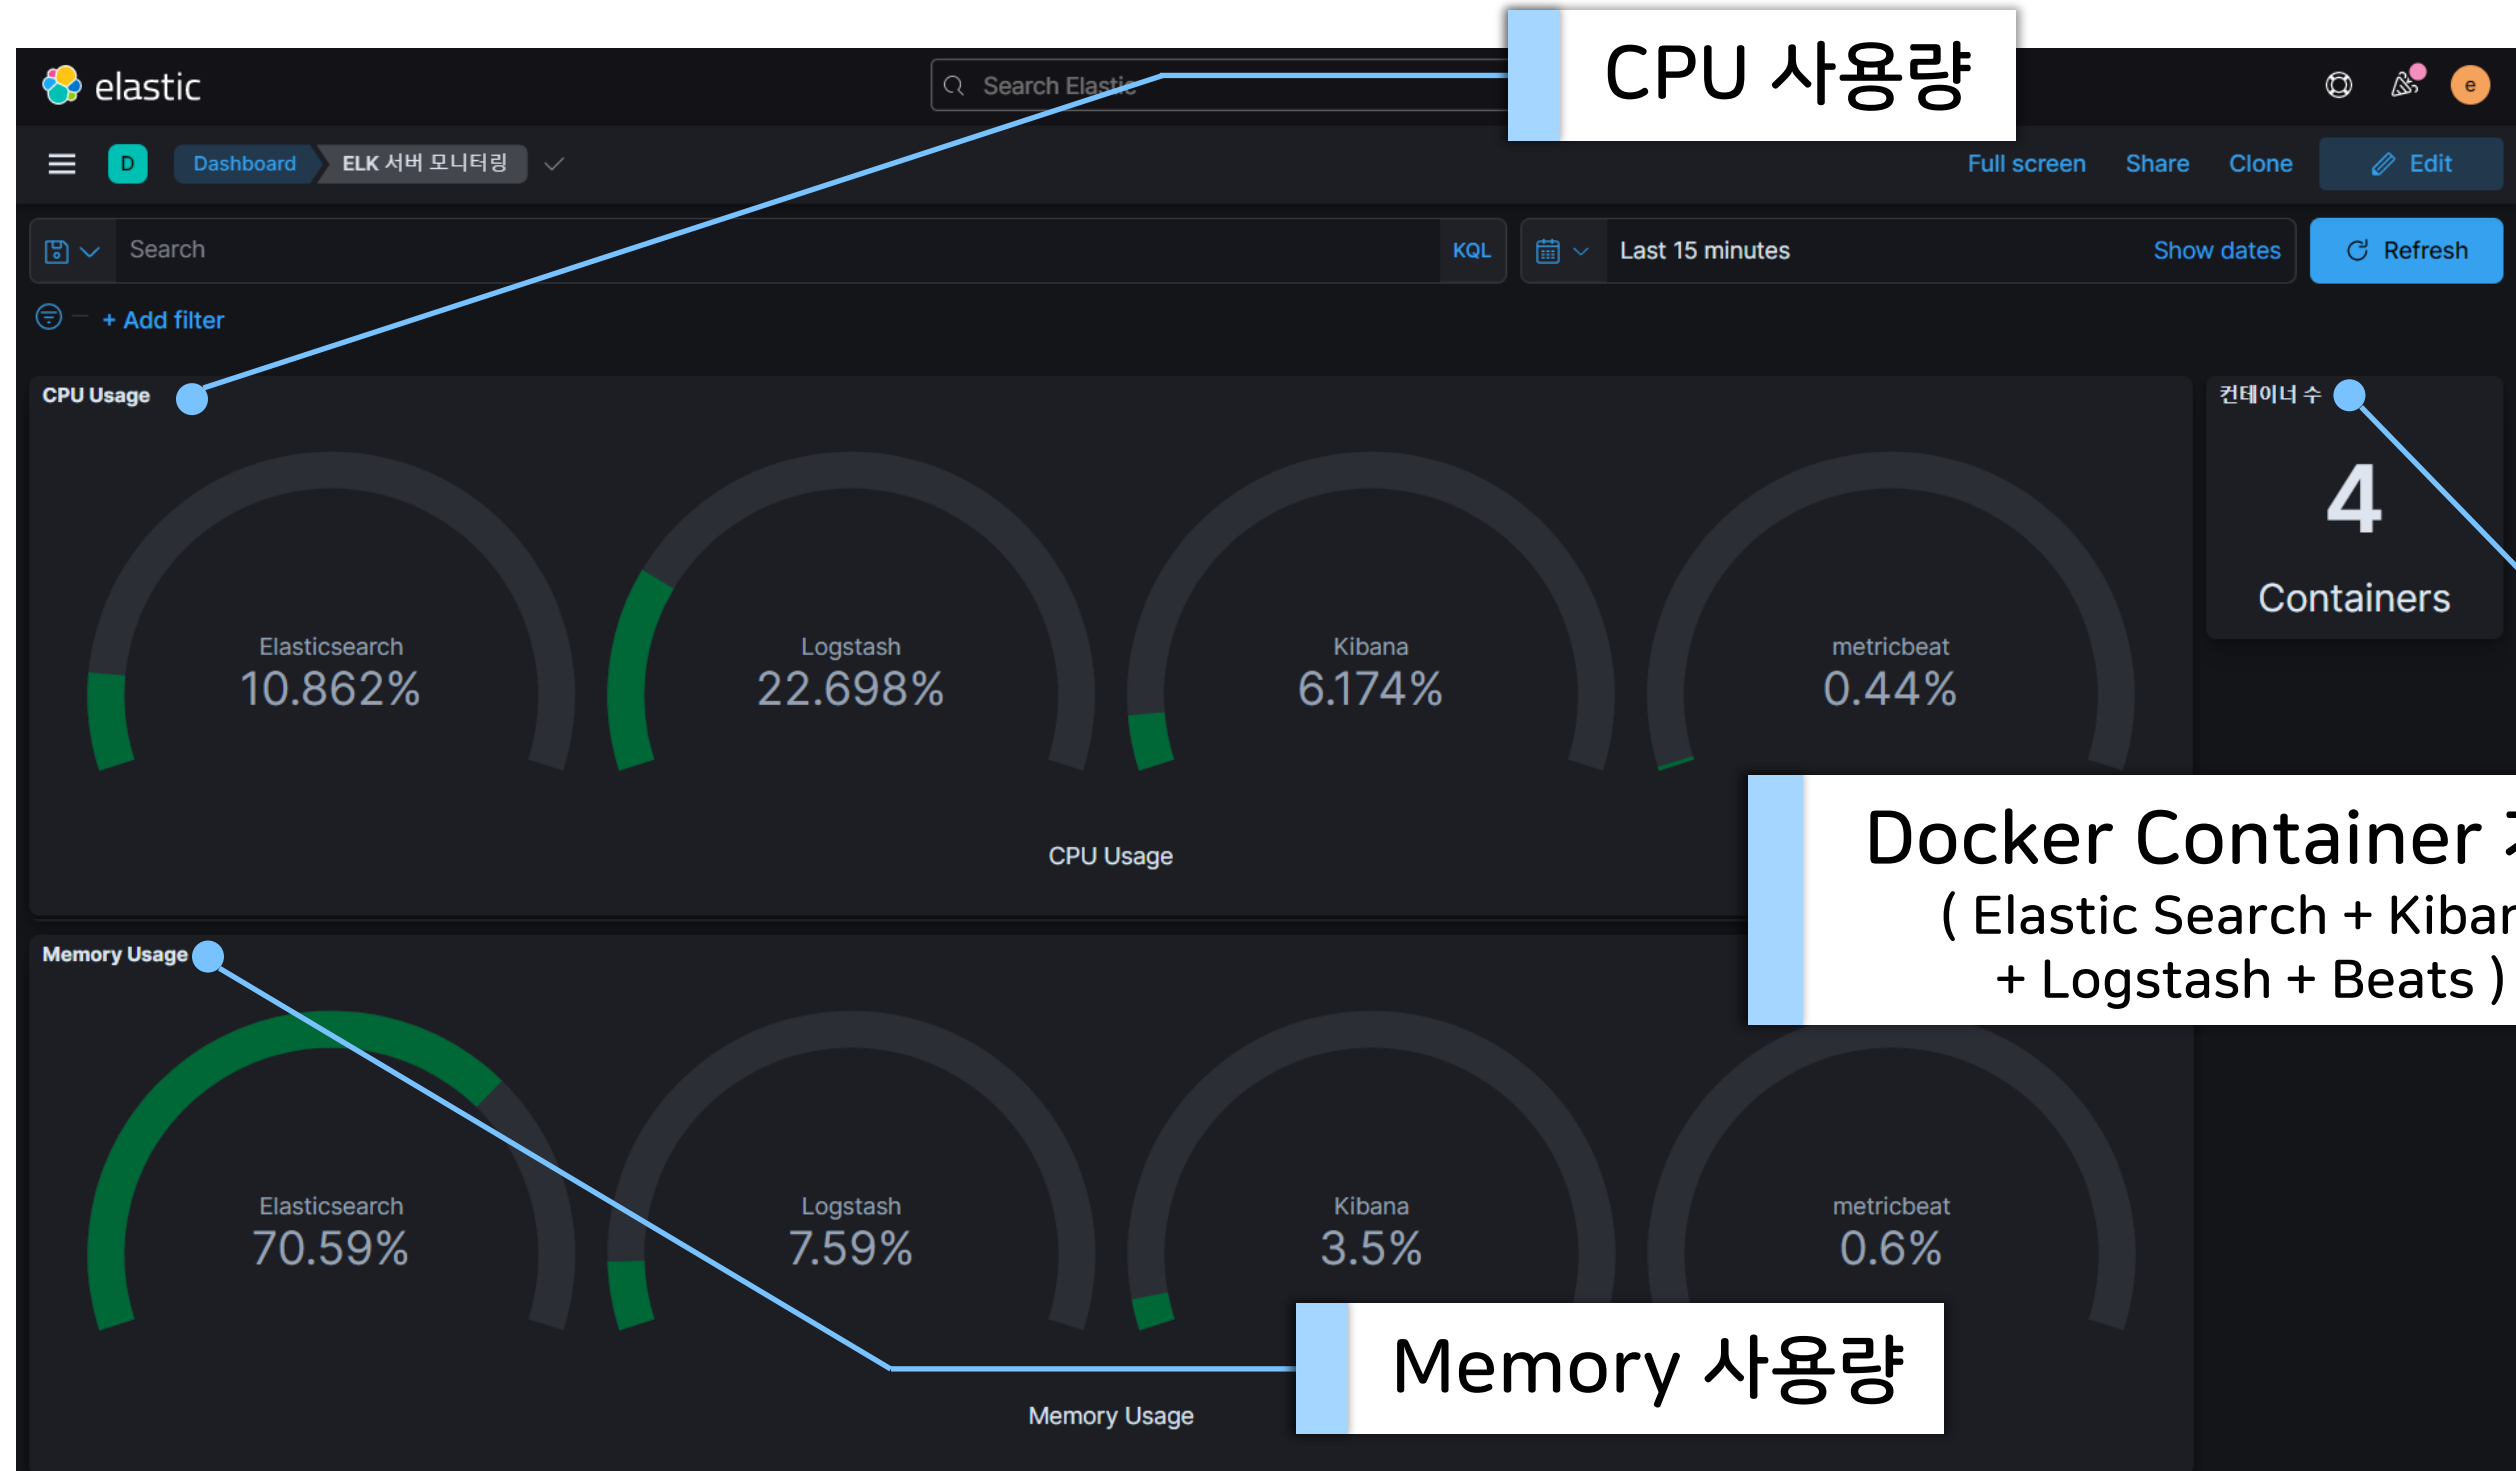 CPU 사용량
elastic
Search Elastic
e
D
Dashboard
ELK 서버 모니터링
Full screen
Share
Clone
Edit
Search
KQL
Last 15 minutes
Show dates
Refresh
+ Add filter
CPU Usage
Elasticsearch
10.862%
Logstash
22.698%
Kibana
6.174%
metricbeat
0.44%
CPU Usage
컨테이너 수
4
Containers
Docker Container
( Elastic Search +
+ Logstash + Beats )
Memory Usage
Elasticsearch
70.59%
Logstash
7.59%
Kibana
3.5%
metricbeat
0.6%
Memory 사용량
Memory Usage